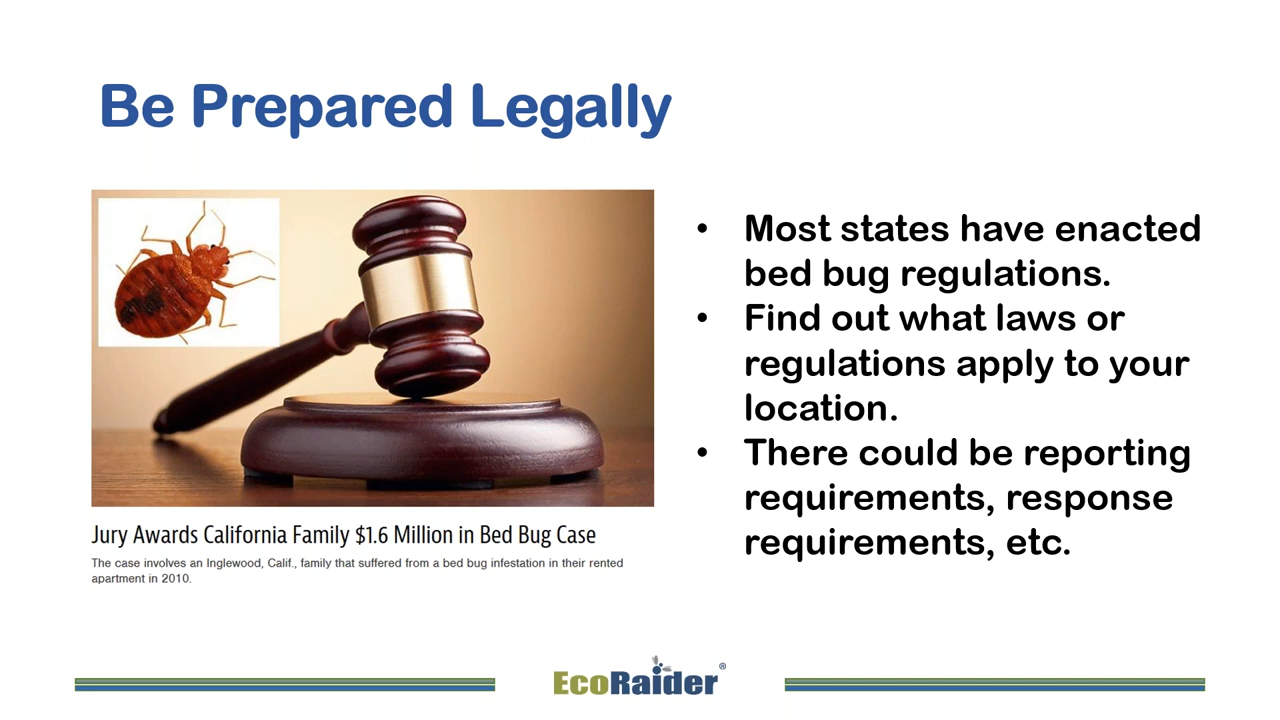 Be Prepared Legally
• Most states have enacted
bed bug regulations.
• Find out what laws or
regulations apply to your
location.
• There could be reporting
requirements, response
requirements, etc.
Jury Awards California Family $1.6 Million in Bed Bug Case
The case involves an Inglewood, Calif., family that suffered from a bed bug infestation in their rented
apartment in 2010.
EcoRaider®